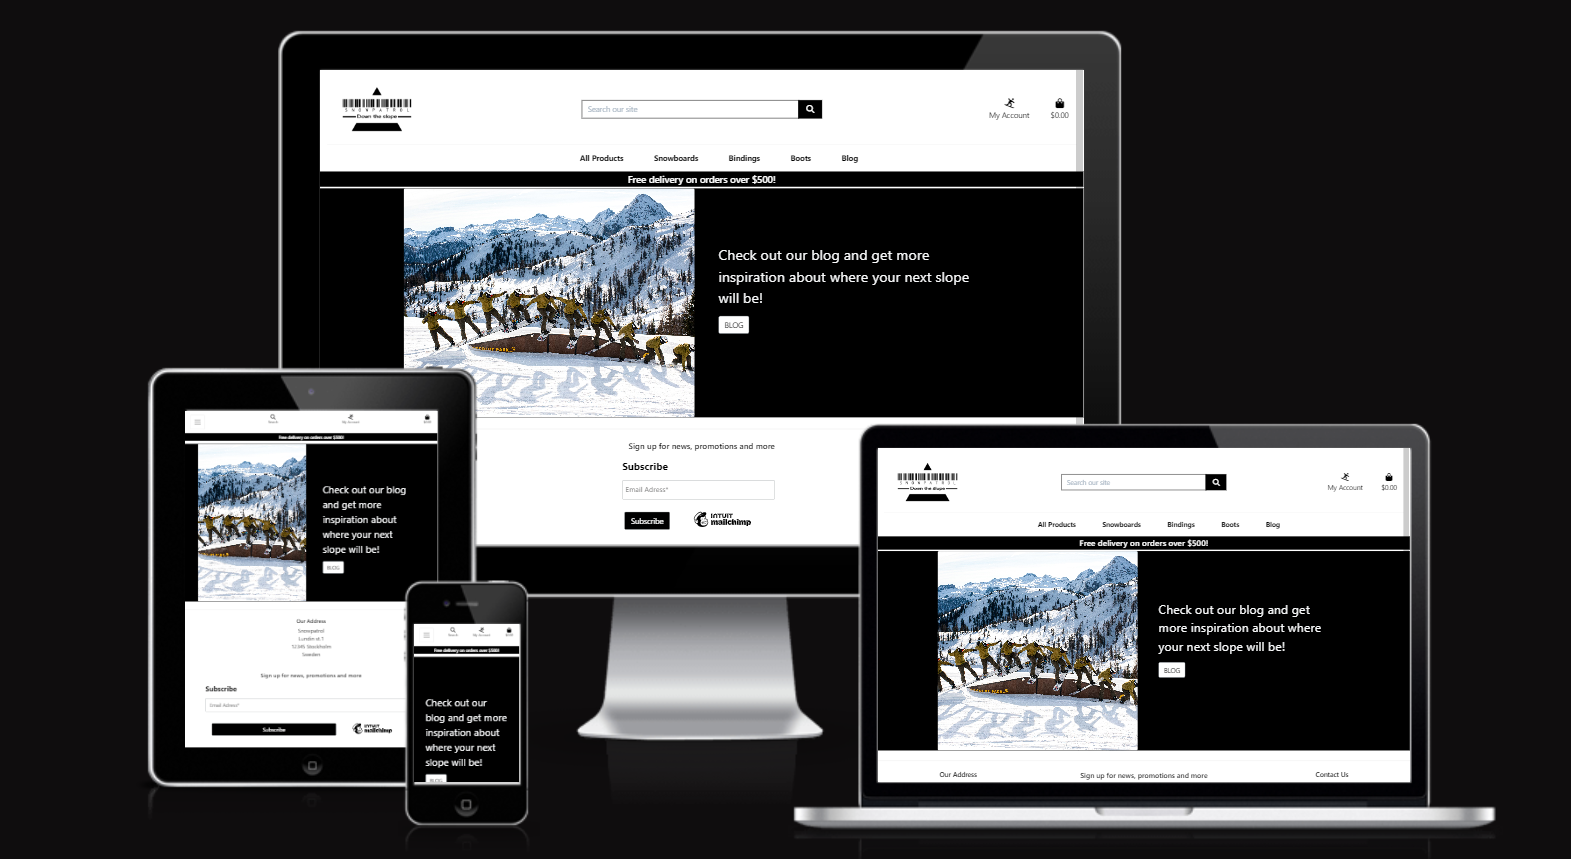 SNOWPATROL
Down the slope
Search our site
My Account
$0.00
All Products
Snowboards
Bindings
Boots
Blog
Free delivery on orders over $500!
Check out our blog and get more
inspiration about where your next slope
will be!
BLOG
Sign up for news, promotions and more
Subscribe
Email Adress*
Subscribe
INTUIT
mailchimp
Search
My Account
$0.00
Free delivery on orders over $500!
Check out our blog
and get more
inspiration about
where your next
slope will be!
BLOG
Our Address
Snowpatrol
Lundin st.1
12345 Stockholm
Sweden
Sign up for news, promotions and more
Subscribe
Email Adress*
Subscribe
INTUIT
mailchimp
Search
My Account
$0.00
Free delivery on orders over $500!
Check out our
blog and get more
inspiration about
where your next
slope will be!
BLOG
SNOWPATROL
Down the slope
Search our site
My Account
$0.00
All Products
Snowboards
Bindings
Boots
Blog
Free delivery on orders over $500!
Check out our blog and get
more inspiration about where
your next slope will be!
BLOG
Our Address
Sign up for news, promotions and more
Contact Us